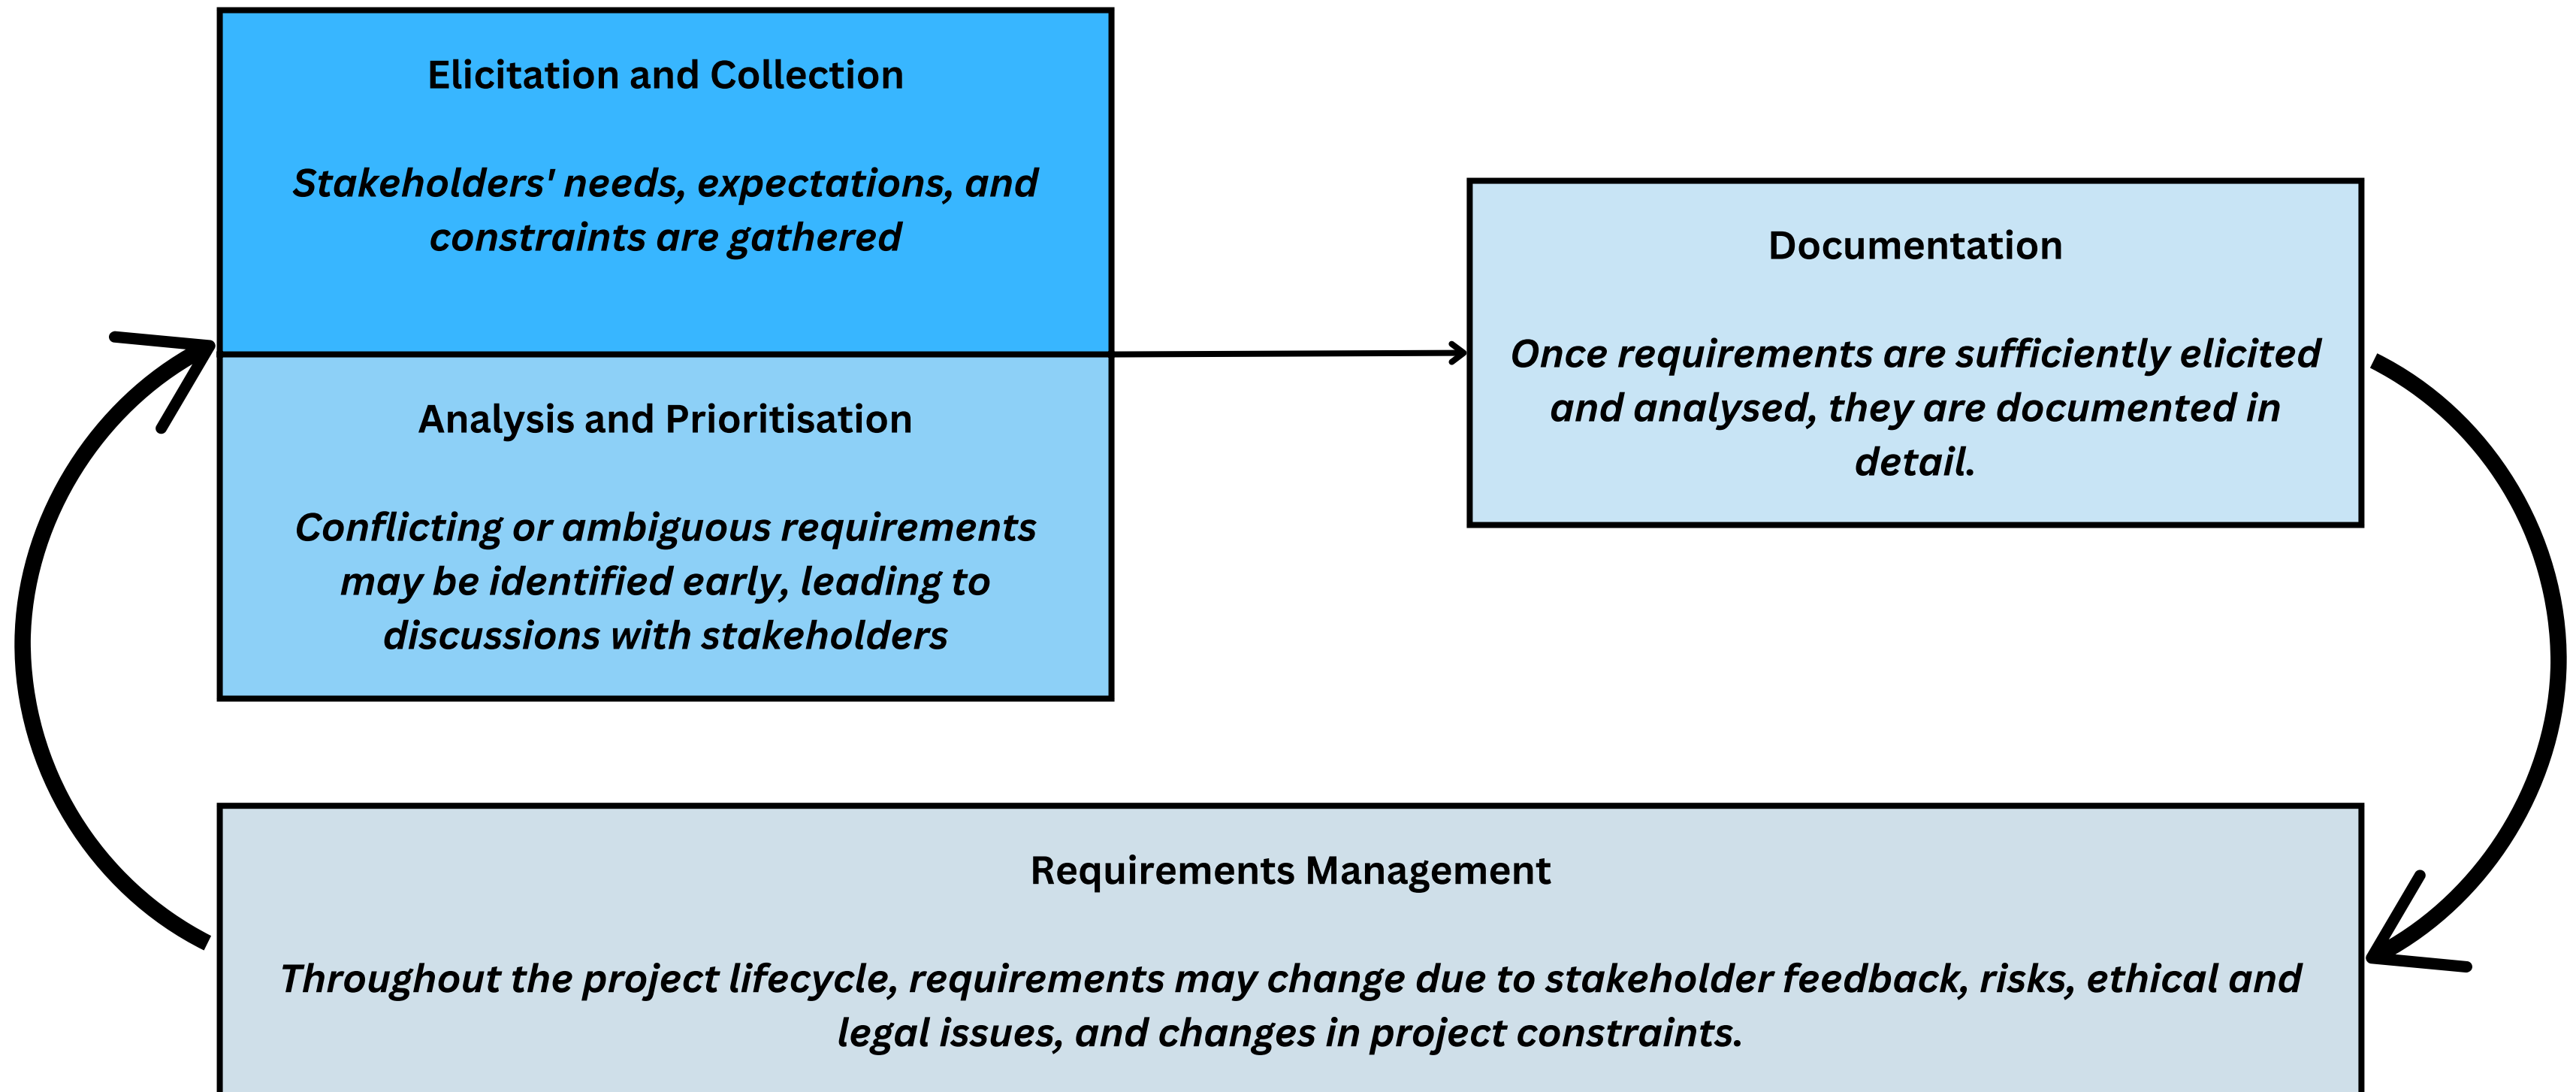 Elicitation and Collection
Stakeholders' needs, expectations, and
constraints are gathered
Analysis and Prioritisation
Conflicting or ambiguous requirements
may be identified early, leading to
discussions with stakeholders
Documentation
Once requirements are sufficiently elicited
and analysed, they are documented in
detail.
Requirements Management
Throughout the project lifecycle, requirements may change due to stakeholder feedback, risks, ethical and
legal issues, and changes in project constraints.